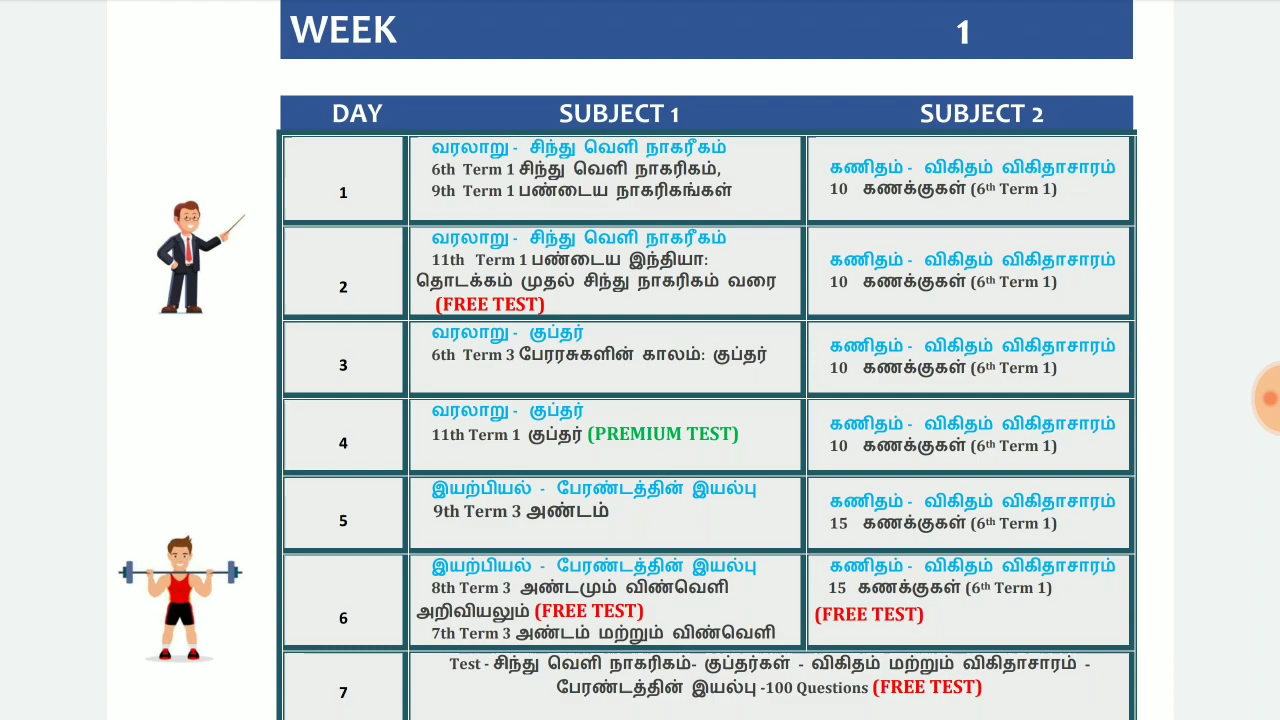 WEEK 1
DAY SUBJECT 1 SUBJECT 2
1
வரலாறு - சிந்து வெளி நாகரீகம்
6th Term 1 சிந்து வெளி நாகரிகம்,
9th Term 1 பண்டைய நாகரிகங்கள்
கணிதம் - விகிதம் விகிதாசாரம்
10 கணக்குகள் (6th Term 1)
2
வரலாறு - சிந்து வெளி நாகரீகம்
11th Term 1 பண்டைய இந்தியா:
தொடக்கம் முதல் சிந்து நாகரிகம் வரை
(FREE TEST)
கணிதம் - விகிதம் விகிதாசாரம்
10 கணக்குகள் (6th Term 1)
3
வரலாறு - குப்தர்
6th Term 3 பேரரசுகளின் காலம்: குப்தர்
கணிதம் - விகிதம் விகிதாசாரம்
10 கணக்குகள் (6th Term 1)
4
வரலாறு - குப்தர்
11th Term 1 குப்தர் (PREMIUM TEST)
கணிதம் - விகிதம் விகிதாசாரம்
10 கணக்குகள் (6th Term 1)
5
இயற்பியல் - பேரண்டத்தின் இயல்பு
9th Term 3 அண்டம்
கணிதம் - விகிதம் விகிதாசாரம்
15 கணக்குகள் (6th Term 1)
6
இயற்பியல் - பேரண்டத்தின் இயல்பு
8th Term 3 அண்டமும் விண்வெளி
அறிவியலும் (FREE TEST)
7th Term 3 அண்டம் மற்றும் விண்வெளி
கணிதம் - விகிதம் விகிதாசாரம்
15 கணக்குகள் (6th Term 1)
(FREE TEST)
7
Test - சிந்து வெளி நாகரிகம்- குப்தர்கள் - விகிதம் மற்றும் விகிதாசாரம் -
பேரண்டத்தின் இயல்பு -100 Questions (FREE TEST)